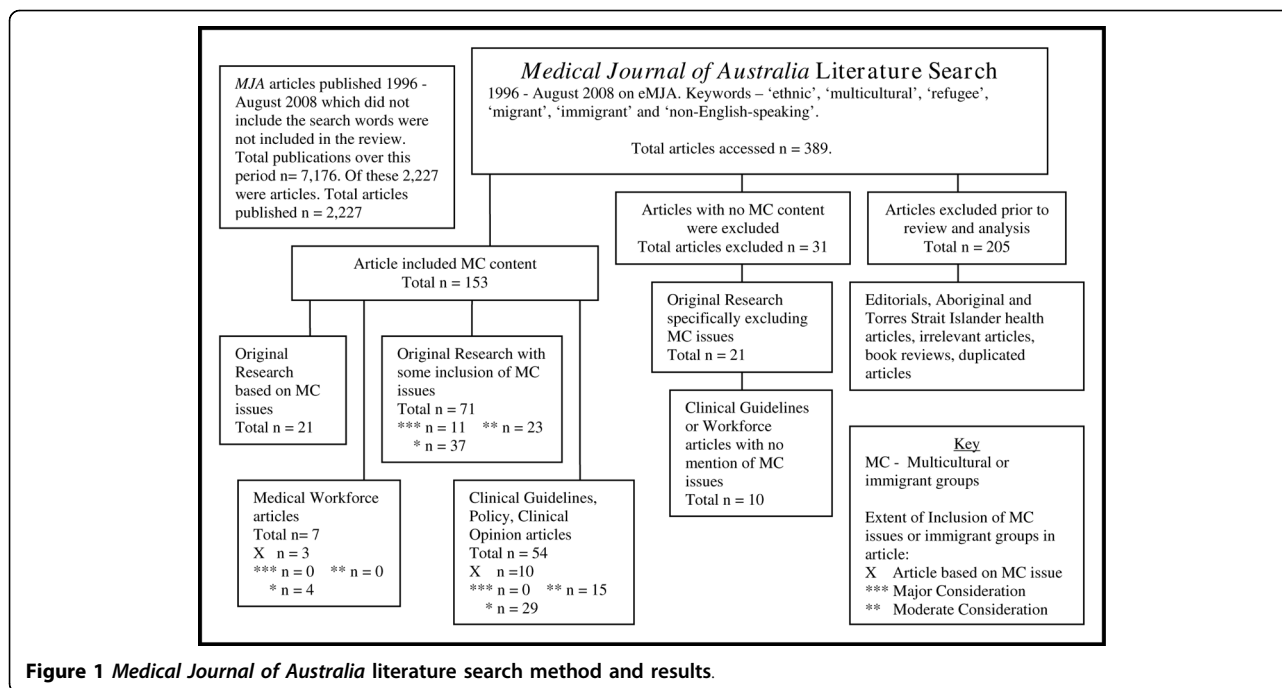 MJA articles published 1996 -
August 2008 which did not
include the search words were
not included in the review.
Total publications over this
period n= 7,176. Of these 2,227
were articles. Total articles
published n = 2,227
Medical Journal of Australia Literature Search
1996 - August 2008 on eMJA. Keywords – ‘ethnic’, ‘multicultural’, ‘refugee’,
‘migrant’, ‘immigrant’ and ‘non-English-speaking’.
Total articles accessed n = 389.
Article included MC content
Total n = 153
Articles with no MC content
were excluded
Total articles excluded n = 31
Articles excluded prior to
review and analysis
Total n = 205
Original
Research
based on MC
issues
Total n = 21
Original Research with
some inclusion of MC
issues
Total n = 71
*** n = 11 ** n = 23
* n = 37
Original Research
specifically excluding
MC issues
Total n = 21
Editorials, Aboriginal and
Torres Strait Islander health
articles, irrelevant articles,
book reviews, duplicated
articles
Medical Workforce
articles
Total n= 7
X n = 3
*** n = 0 ** n = 0
* n = 4
Clinical Guidelines,
Policy, Clinical
Opinion articles
Total n = 54
X n =10
*** n = 0 ** n = 15
* n = 29
Clinical Guidelines
or Workforce
articles with no
mention of MC
issues
Total n = 10
Key
MC - Multicultural or
immigrant groups
Extent of Inclusion of MC
issues or immigrant groups in
article:
X Article based on MC issue
*** Major Consideration
** Moderate Consideration
Figure 1 Medical Journal of Australia literature search method and results.